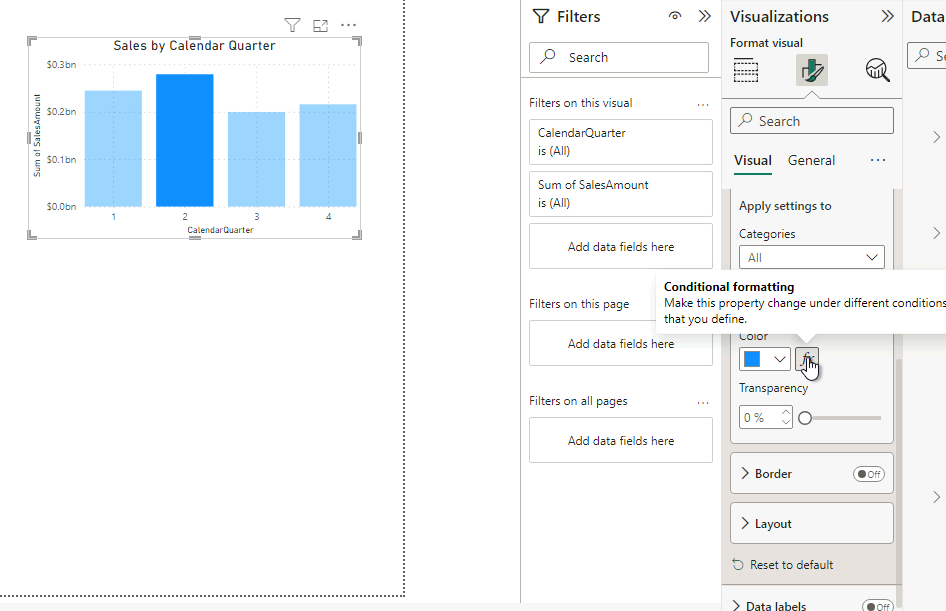 Sales by Calendar Quarter
$0.3bn
$0.2bn
$0.1bn
$0.0bn
Sum of SalesAmount
1 2 3 4
CalendarQuarter
Filters
Search
Filters on this visual
CalendarQuarter
is (All)
Sum of SalesAmount
is (All)
Add data fields here
Filters on this page
Add data fields here
Filters on all pages
Add data fields here
Visualizations
Format visual
Search
Visual General
Apply settings to
Categories
All
Conditional formatting
Make this property change under different conditions
that you define.
Color
fx
Transparency
0 %
Border Off
Layout
Reset to default
Data labels Off
Data